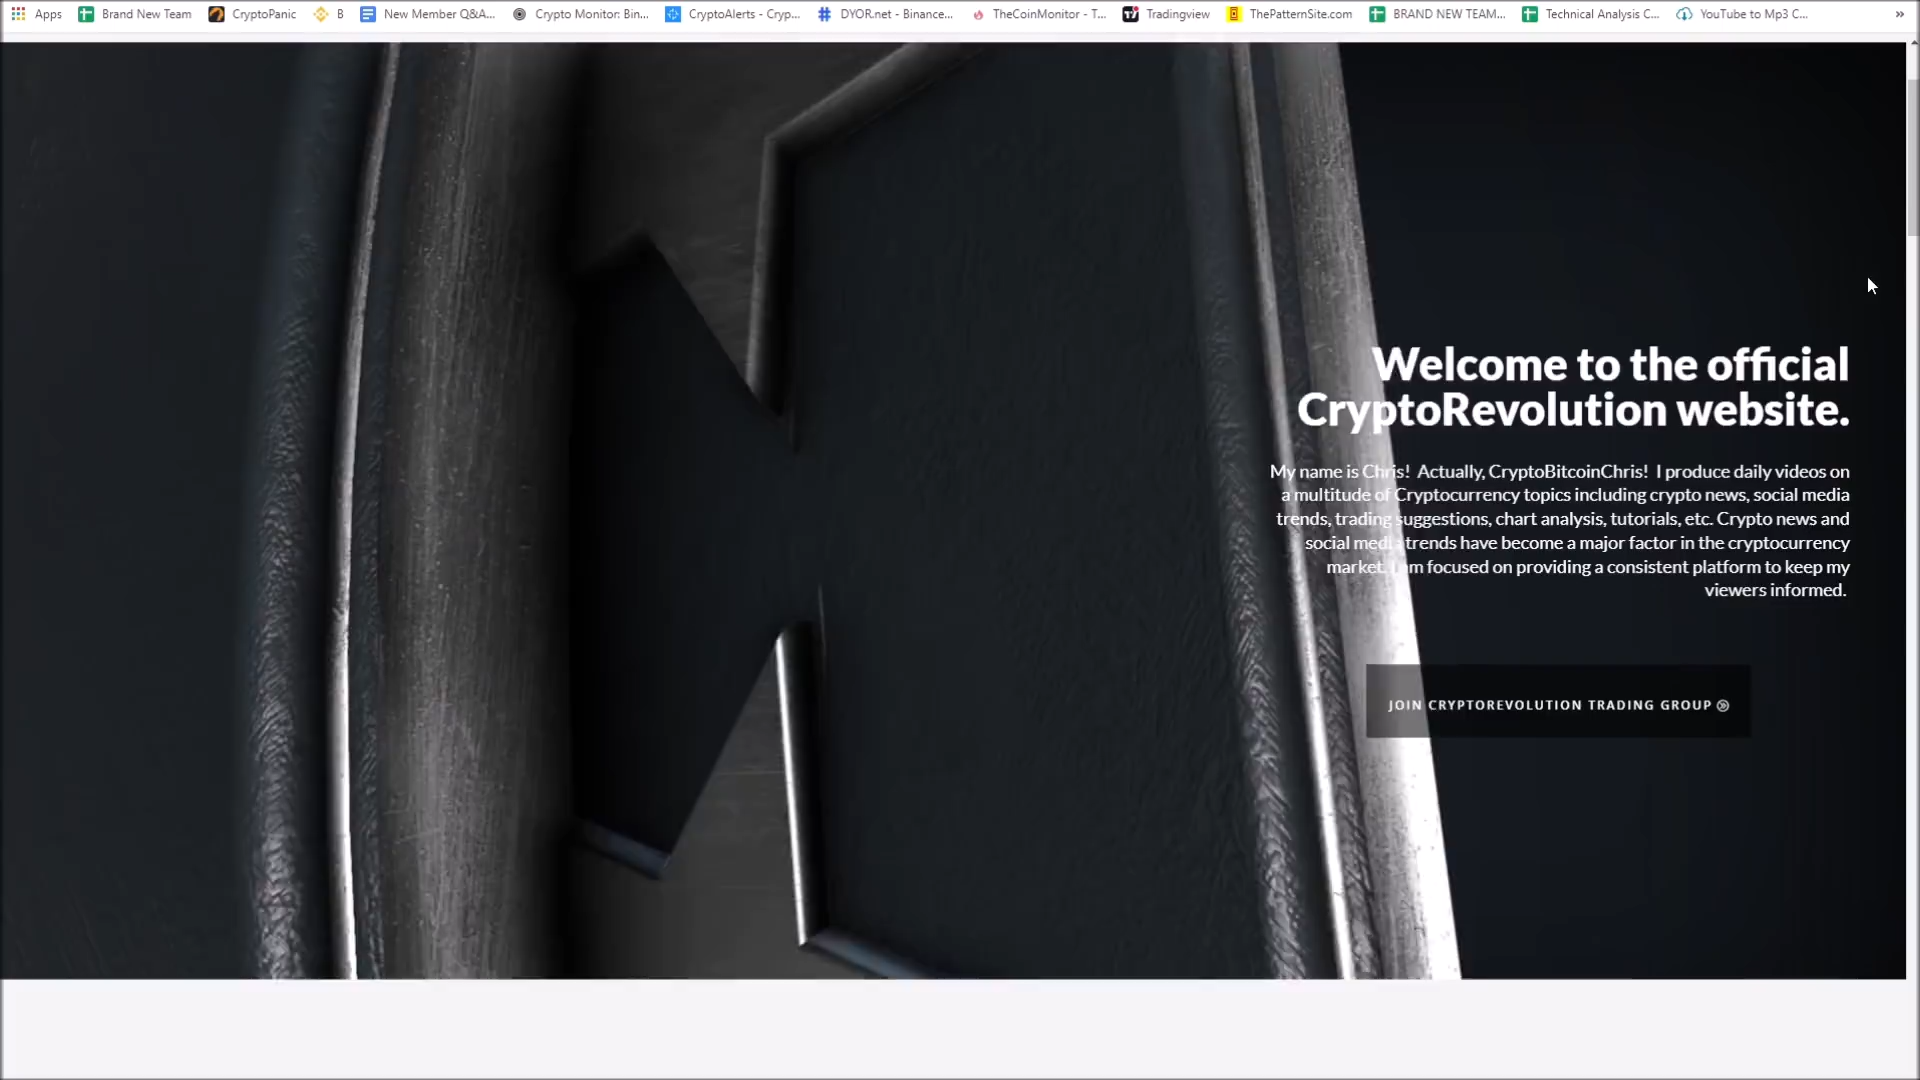 Apps Brand New Team CryptoPanic B New Member Q&A... Crypto Monitor: Bin... CryptoAlerts - Cryp... DYOR.net - Binance... TheCoinMonitor - T... Tradingview ThePatternSite.com BRAND NEW TEAM... Technical Analysis C... YouTube to Mp3 C... »
Welcome to the official
CryptoRevolution website.
My name is Chris! Actually, CryptoBitcoinChris! I produce daily videos on
a multitude of Cryptocurrency topics including crypto news, social media
trends, trading suggestions, chart analysis, tutorials, etc. Crypto news and
social media trends have become a major factor in the cryptocurrency
market. I am focused on providing a consistent platform to keep my
viewers informed.
JOIN CRYPTOREVOLUTION TRADING GROUP